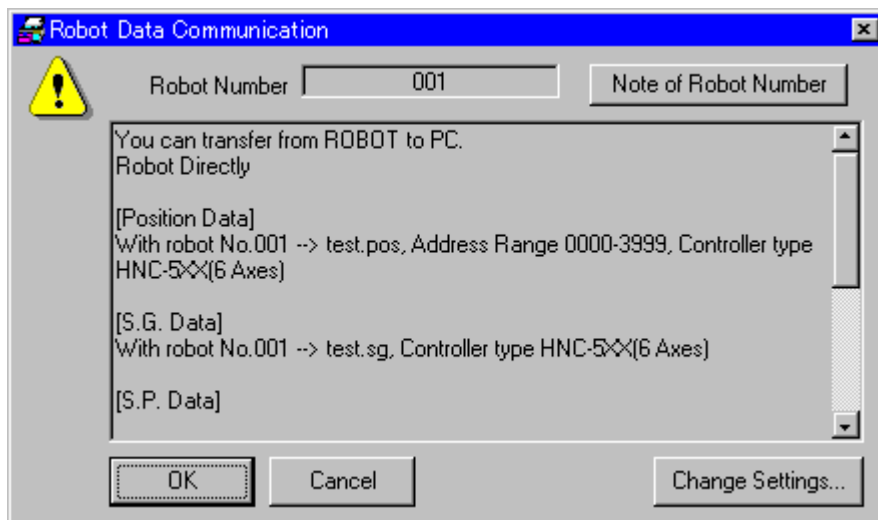 Robot Data Communication
Robot Number 001 Note of Robot Number
You can transfer from ROBOT to PC.
Robot Directly
[Position Data]
With robot No.001 --> test.pos, Address Range 0000-3999, Controller type
HNC-5XX(6 Axes)
[S.G. Data]
With robot No.001 --> test.sg, Controller type HNC-5XX(6 Axes)
[S.P. Data]
OK Cancel Change Settings...